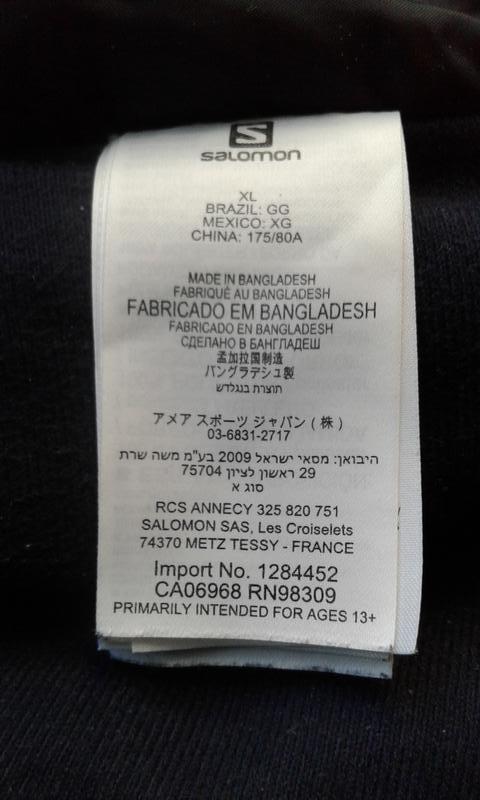 S
salomon
XL
BRAZIL: GG
MEXICO: XG
CHINA: 175/80A
MADE IN BANGLADESH
FABRIQUÉ AU BANGLADESH
FABRICADO EM BANGLADESH
FABRICADO EN BANGLADESH
СДЕЛАНО В БАНГЛАДЕШ
孟加拉国制造
バングラデシュ製
תוצרת בנגלדש
アメア スポーツ ジャパン ( 株 )
03-6831-2717
היבואן: מסאי ישראל 2009 בע"מ משה שרת
29 ראשון לציון 75704
סוג א
RCS ANNECY 325 820 751
SALOMON SAS, Les Croiselets
74370 METZ TESSY - FRANCE
Import No. 1284452
CA06968 RN98309
PRIMARILY INTENDED FOR AGES 13+